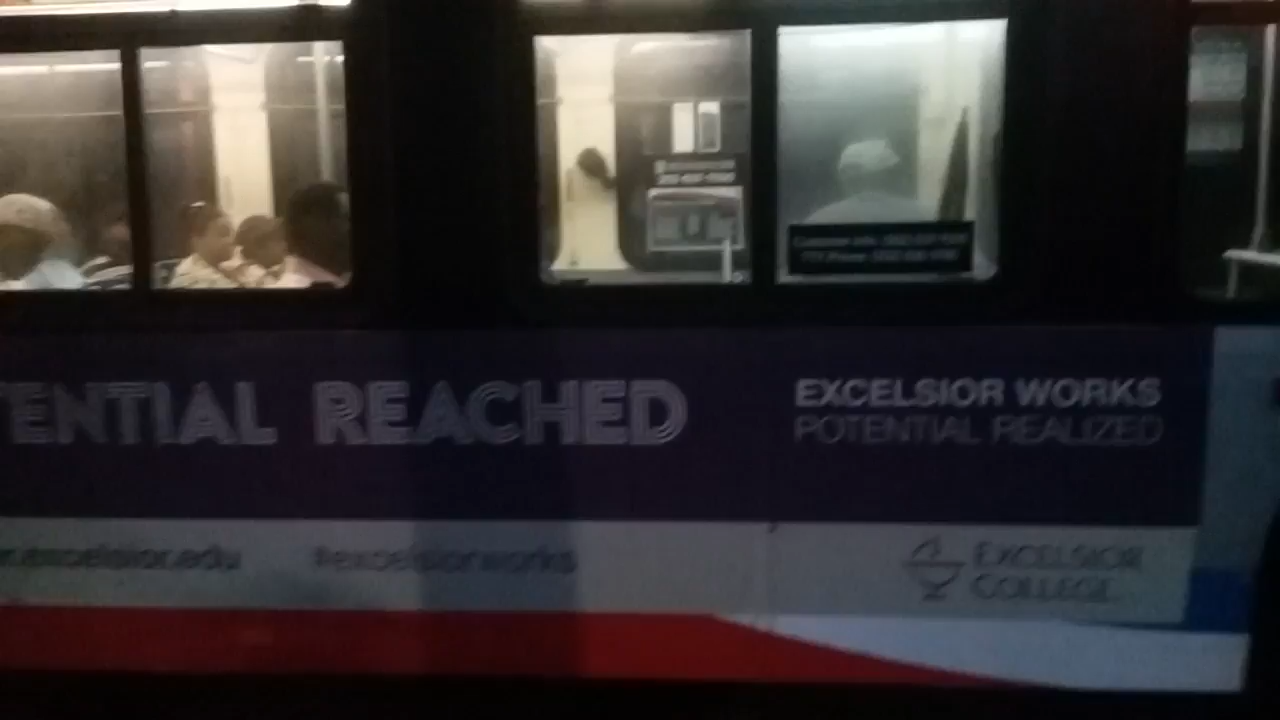 TENTIAL REACHED
EXCELSIOR WORKS
POTENTIAL REALIZED
r.excelsior.edu #excelsiorworks
EXCELSIOR
COLLEGE